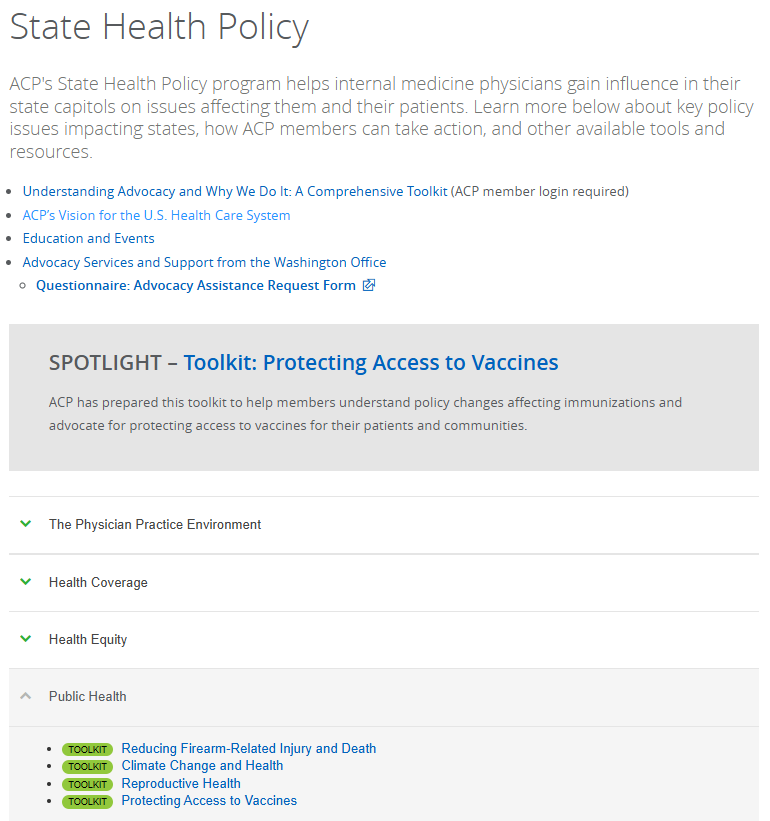 State Health Policy
ACP's State Health Policy program helps internal medicine physicians gain influence in their
state capitols on issues affecting them and their patients. Learn more below about key policy
issues impacting states, how ACP members can take action, and other available tools and
resources.
Understanding Advocacy and Why We Do It: A Comprehensive Toolkit (ACP member login required)
ACP’s Vision for the U.S. Health Care System
Education and Events
Advocacy Services and Support from the Washington Office
Questionnaire: Advocacy Assistance Request Form
SPOTLIGHT – Toolkit: Protecting Access to Vaccines
ACP has prepared this toolkit to help members understand policy changes affecting immunizations and
advocate for protecting access to vaccines for their patients and communities.
The Physician Practice Environment
Health Coverage
Health Equity
Public Health
TOOLKIT Reducing Firearm-Related Injury and Death
TOOLKIT Climate Change and Health
TOOLKIT Reproductive Health
TOOLKIT Protecting Access to Vaccines